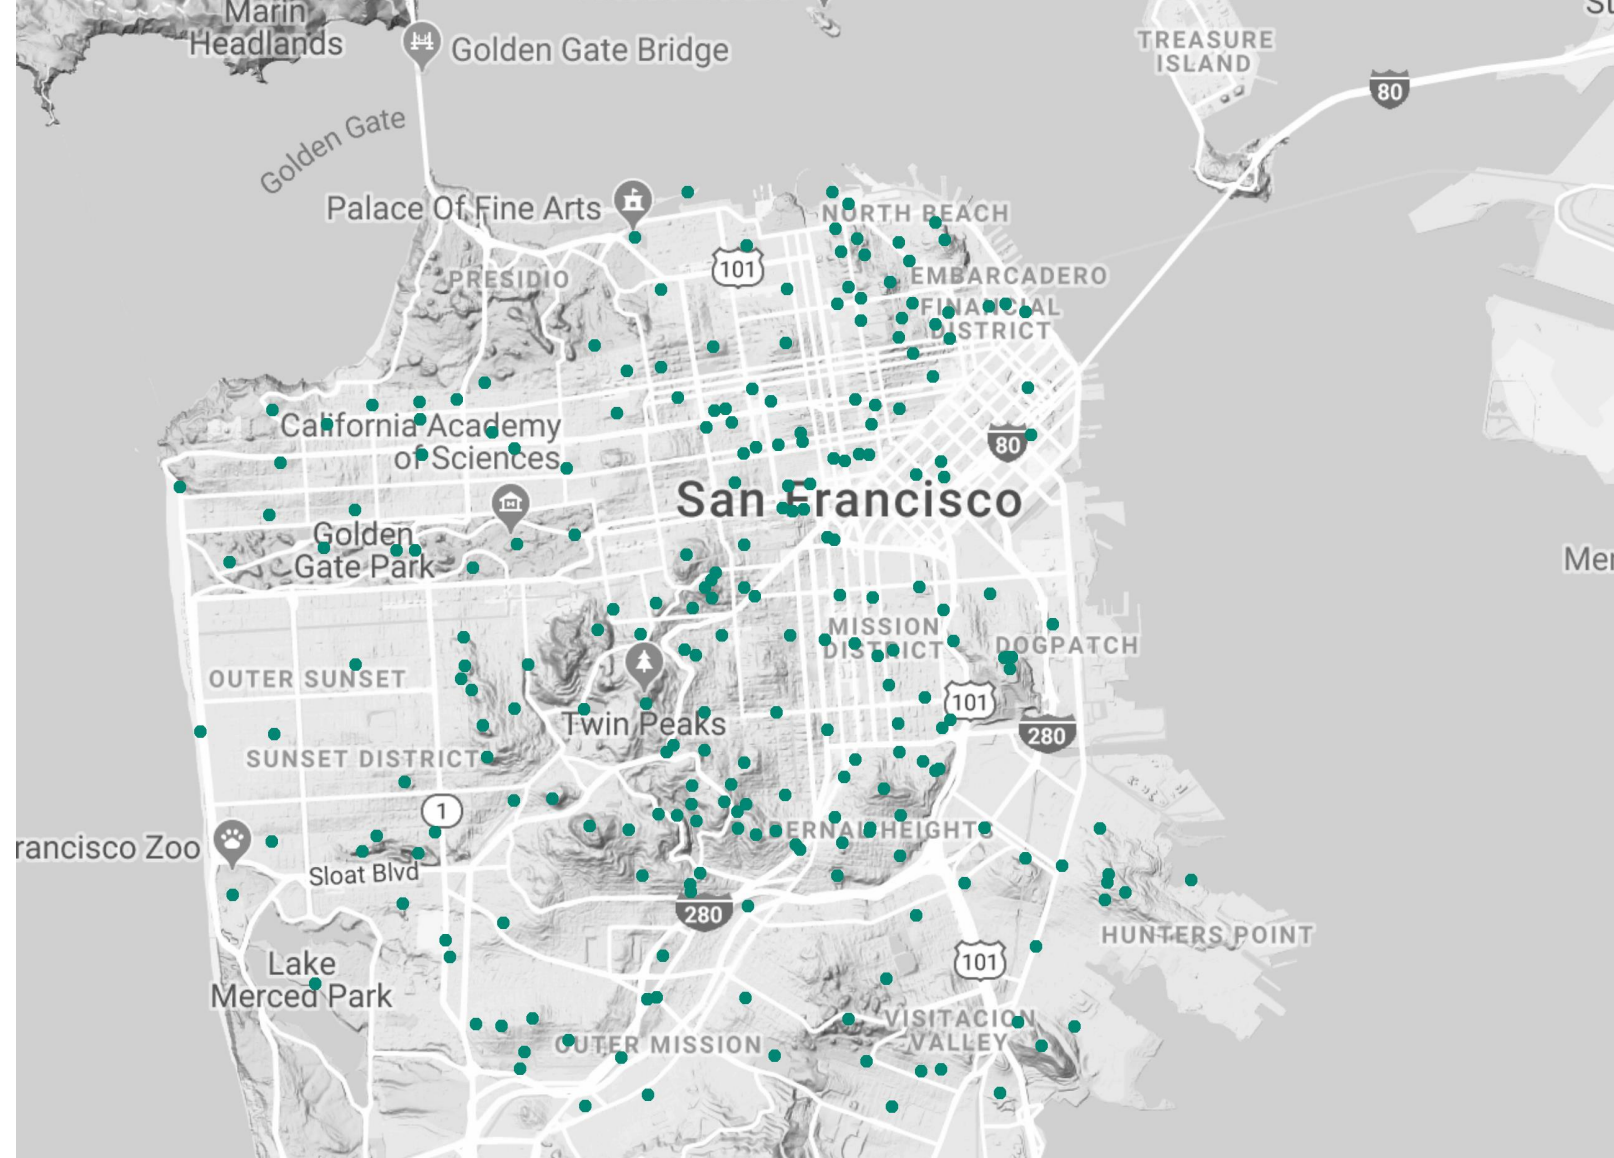 Marin
Headlands
Golden Gate Bridge
TREASURE
ISLAND
80
Golden Gate
Palace Of Fine Arts
NORTH BEACH
101
PRESIDIO
EMBARCADERO
FINANCIAL
DISTRICT
California Academy
of Sciences
80
San Francisco
Golden
Gate Park
Mer
MISSION
DISTRICT
DOGPATCH
OUTER SUNSET
101
Twin Peaks
280
SUNSET DISTRICT
1
BERNAL HEIGHTS
rancisco Zoo
Sloat Blvd
280
HUNTERS POINT
101
Lake
Merced Park
VISITACION
VALLEY
OUTER MISSION